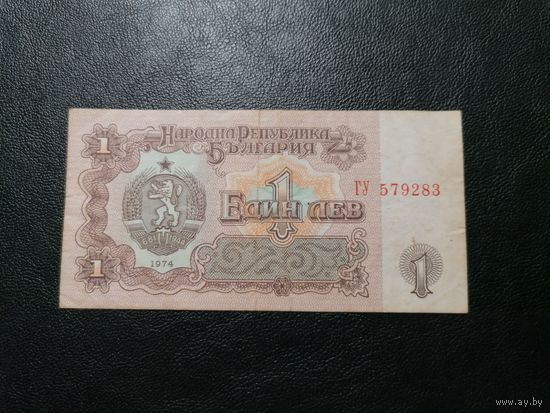 НАРОДНА РЕПУБЛИКА
БЪЛГАРИЯ
1
1
ЕДИН ЛЕВ
ГУ 579283
1974
1
1
www.ay.by